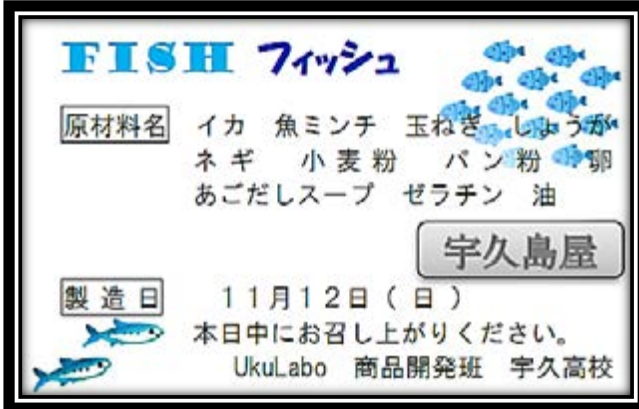 FISH フィッシュ
原材料名 イカ 魚ミンチ 玉ねぎ しょうが
ネギ 小麦粉 パン粉 卵
あごだしスープ ゼラチン 油
宇久島屋
製造日 11月12日(日)
本日中にお召し上がりください。
UkuLabo 商品開発班 宇久高校